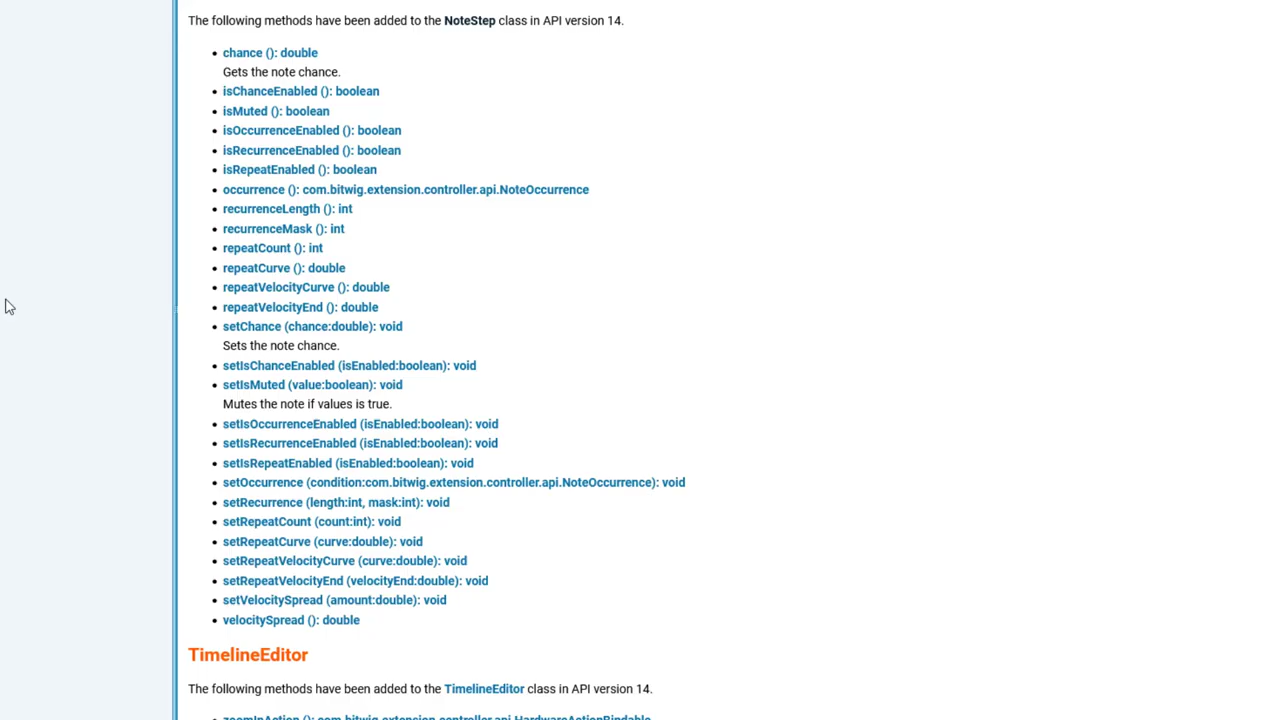 The following methods have been added to the NoteStep class in API version 14.
chance (): double
Gets the note chance.
isChanceEnabled (): boolean
isMuted (): boolean
isOccurrenceEnabled (): boolean
isRecurrenceEnabled (): boolean
isRepeatEnabled (): boolean
occurrence (): com.bitwig.extension.controller.api.NoteOccurrence
recurrenceLength (): int
recurrenceMask (): int
repeatCount (): int
repeatCurve (): double
repeatVelocityCurve (): double
repeatVelocityEnd (): double
setChance (chance:double): void
Sets the note chance.
setIsChanceEnabled (isEnabled:boolean): void
setIsMuted (value:boolean): void
Mutes the note if values is true.
setIsOccurrenceEnabled (isEnabled:boolean): void
setIsRecurrenceEnabled (isEnabled:boolean): void
setIsRepeatEnabled (isEnabled:boolean): void
setOccurrence (condition:com.bitwig.extension.controller.api.NoteOccurrence): void
setRecurrence (length:int, mask:int): void
setRepeatCount (count:int): void
setRepeatCurve (curve:double): void
setRepeatVelocityCurve (curve:double): void
setRepeatVelocityEnd (velocityEnd:double): void
setVelocitySpread (amount:double): void
velocitySpread (): double
TimelineEditor
The following methods have been added to the TimelineEditor class in API version 14.
zoomInAction (): com.bitwig.extension.controller.api.HardwareActionBindable